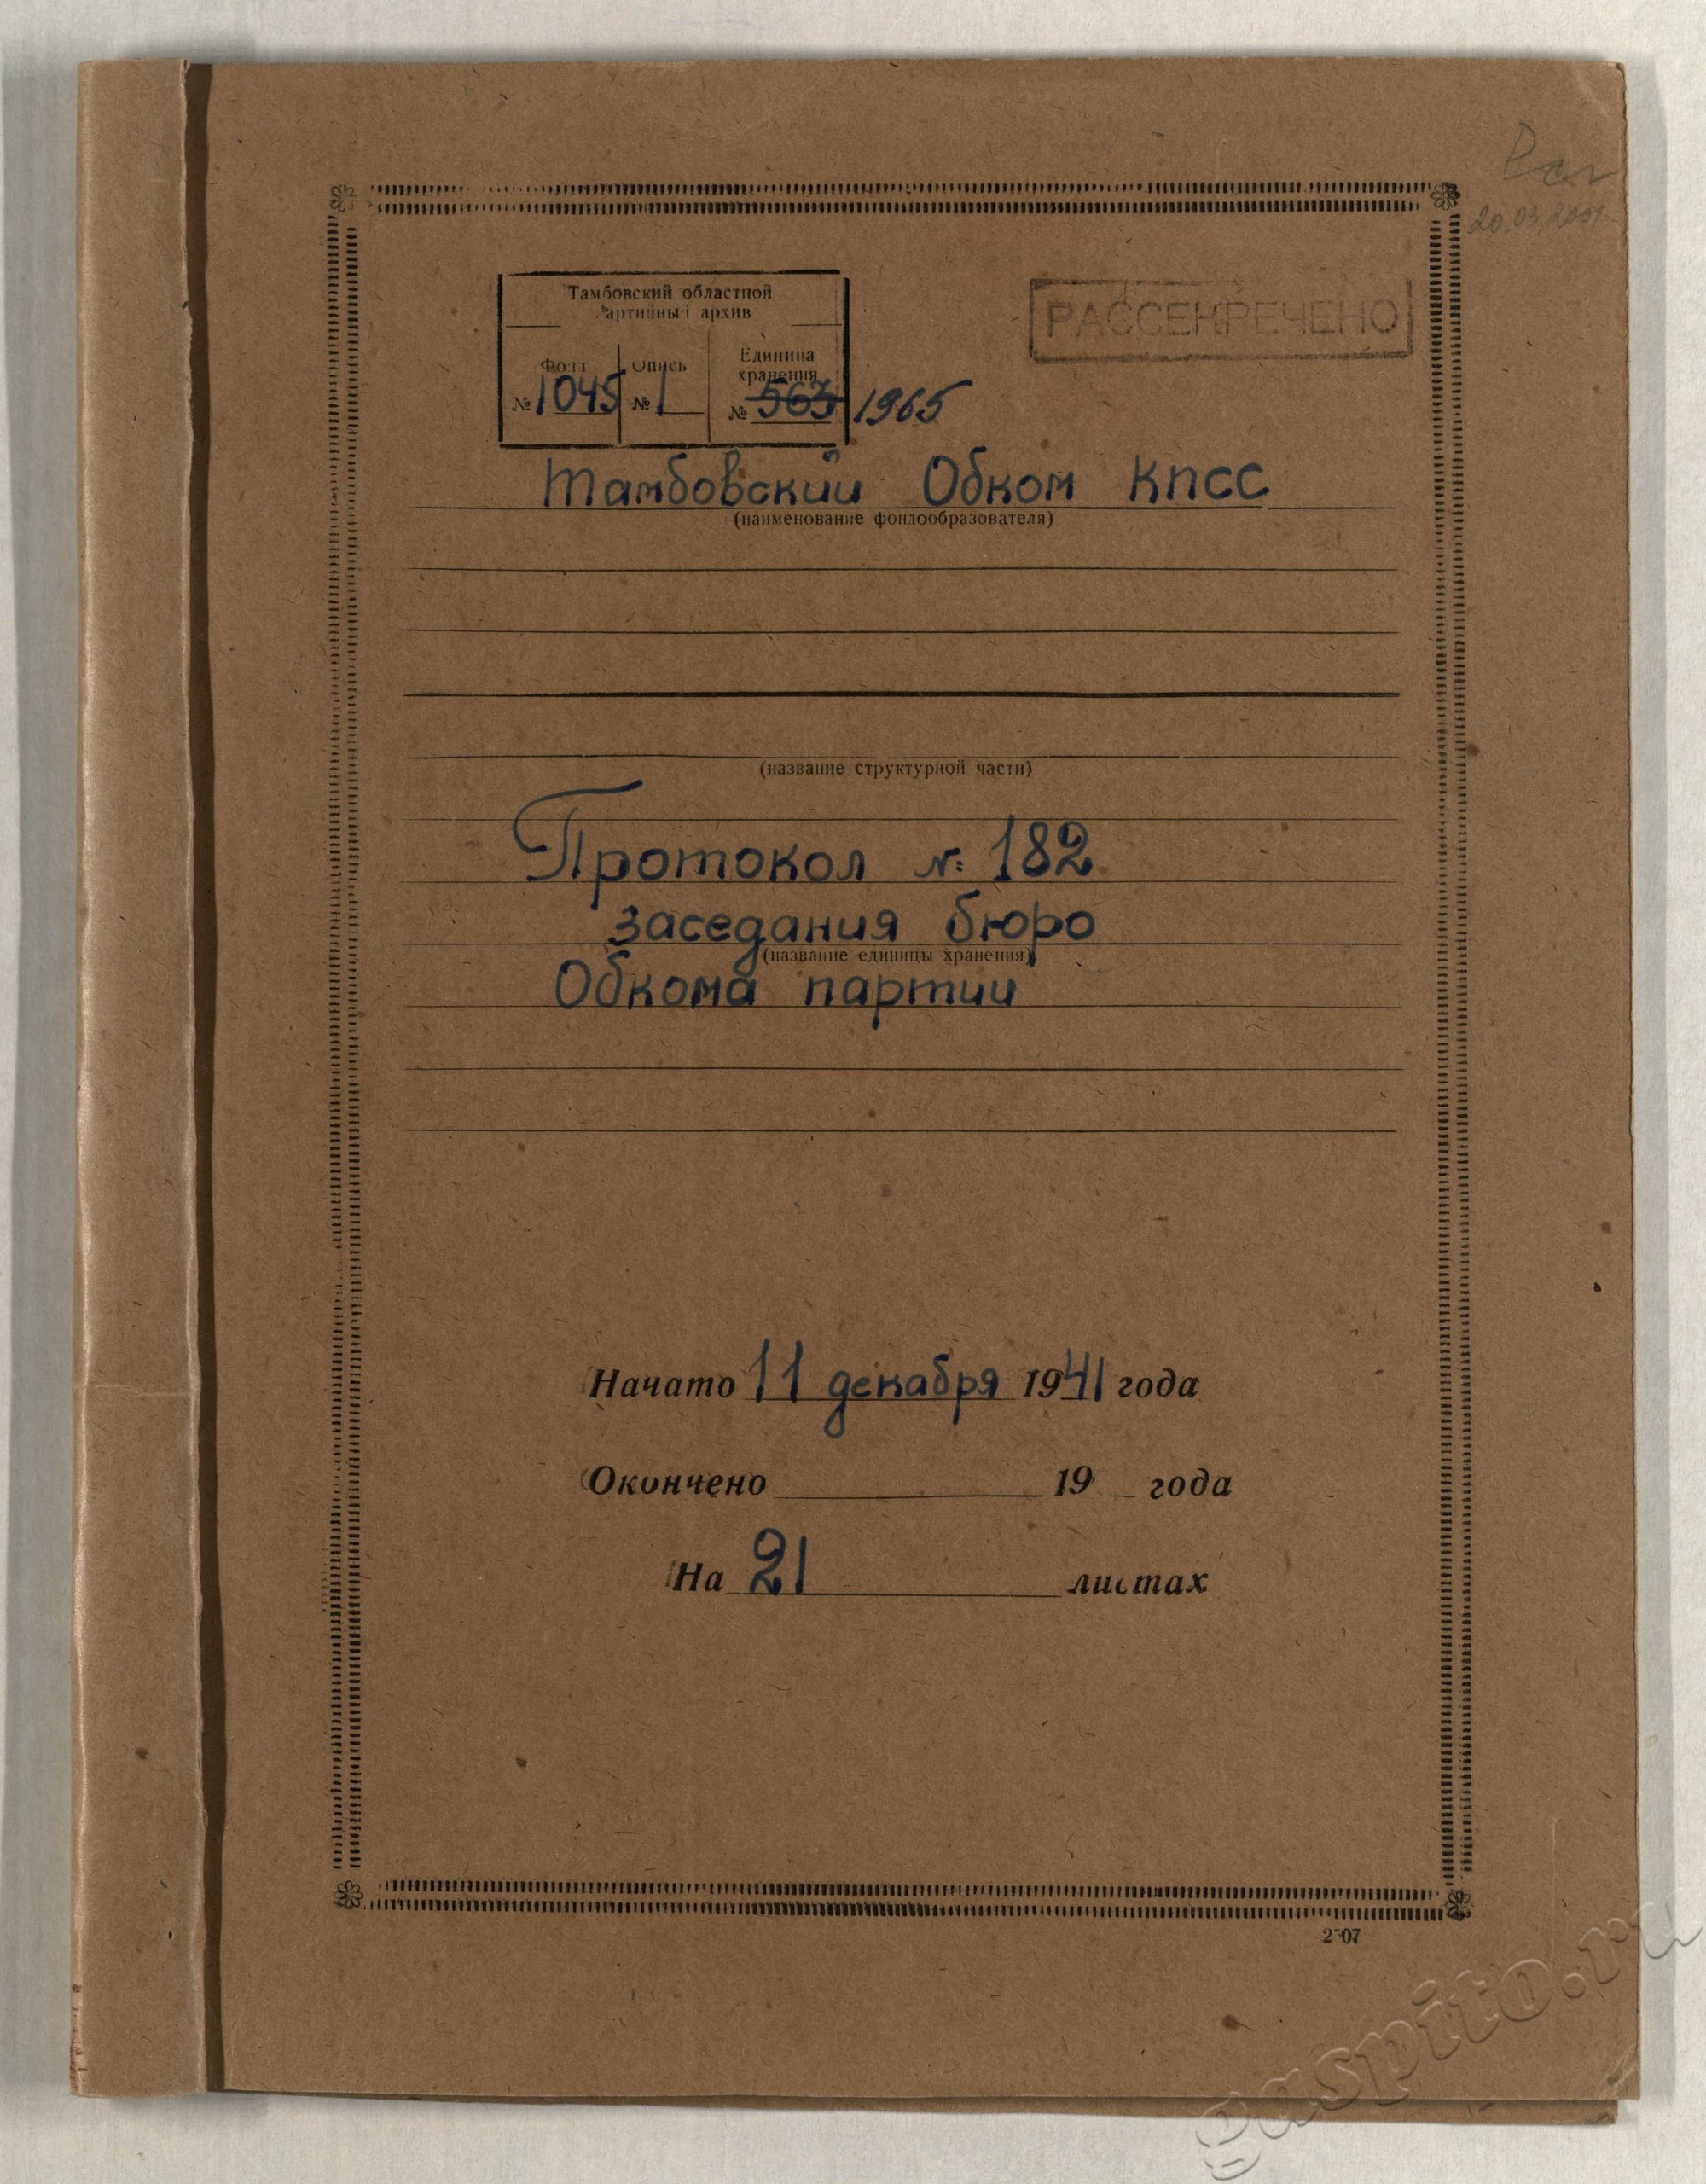 20.03.2001
Тамбовский областной
партийный архив
РАССЕКРЕЧЕНО
Фонд Опись Единица хранения
№ 1045 № 1 № 563 1965
Тамбовский Обком КПСС
(наименование фондообразователя)
(название структурной части)
Протокол №: 182
заседания бюро
(название единицы хранения)
Обкома партии
Начато 11 декабря 1941 года
Окончено 19 года
На 21 листах
gaspito.ru